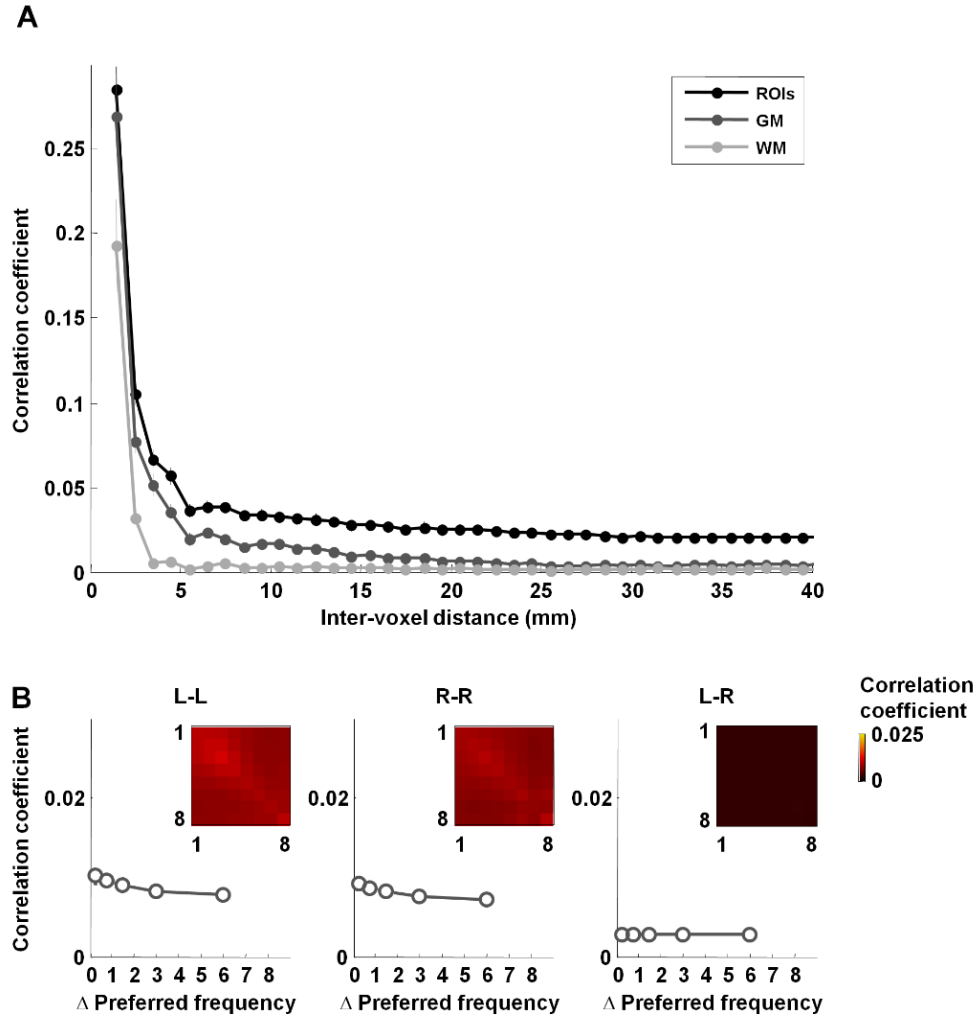 A
ROIs
GM
WM
0.25
0.2
0.15
0.1
0.05
0
0 5 10 15 20 25 30 35 40
Correlation coefficient
Inter-voxel distance (mm)
B
L-L R-R L-R
Correlation
coefficient
0.025
0
Correlation coefficient
0.02
0
1
8
1 8
0 1 2 3 4 5 6 7 8
Δ Preferred frequency
0.02
0
1
8
1 8
0 1 2 3 4 5 6 7 8
Δ Preferred frequency
0.02
0
1
8
1 8
0 1 2 3 4 5 6 7 8
Δ Preferred frequency